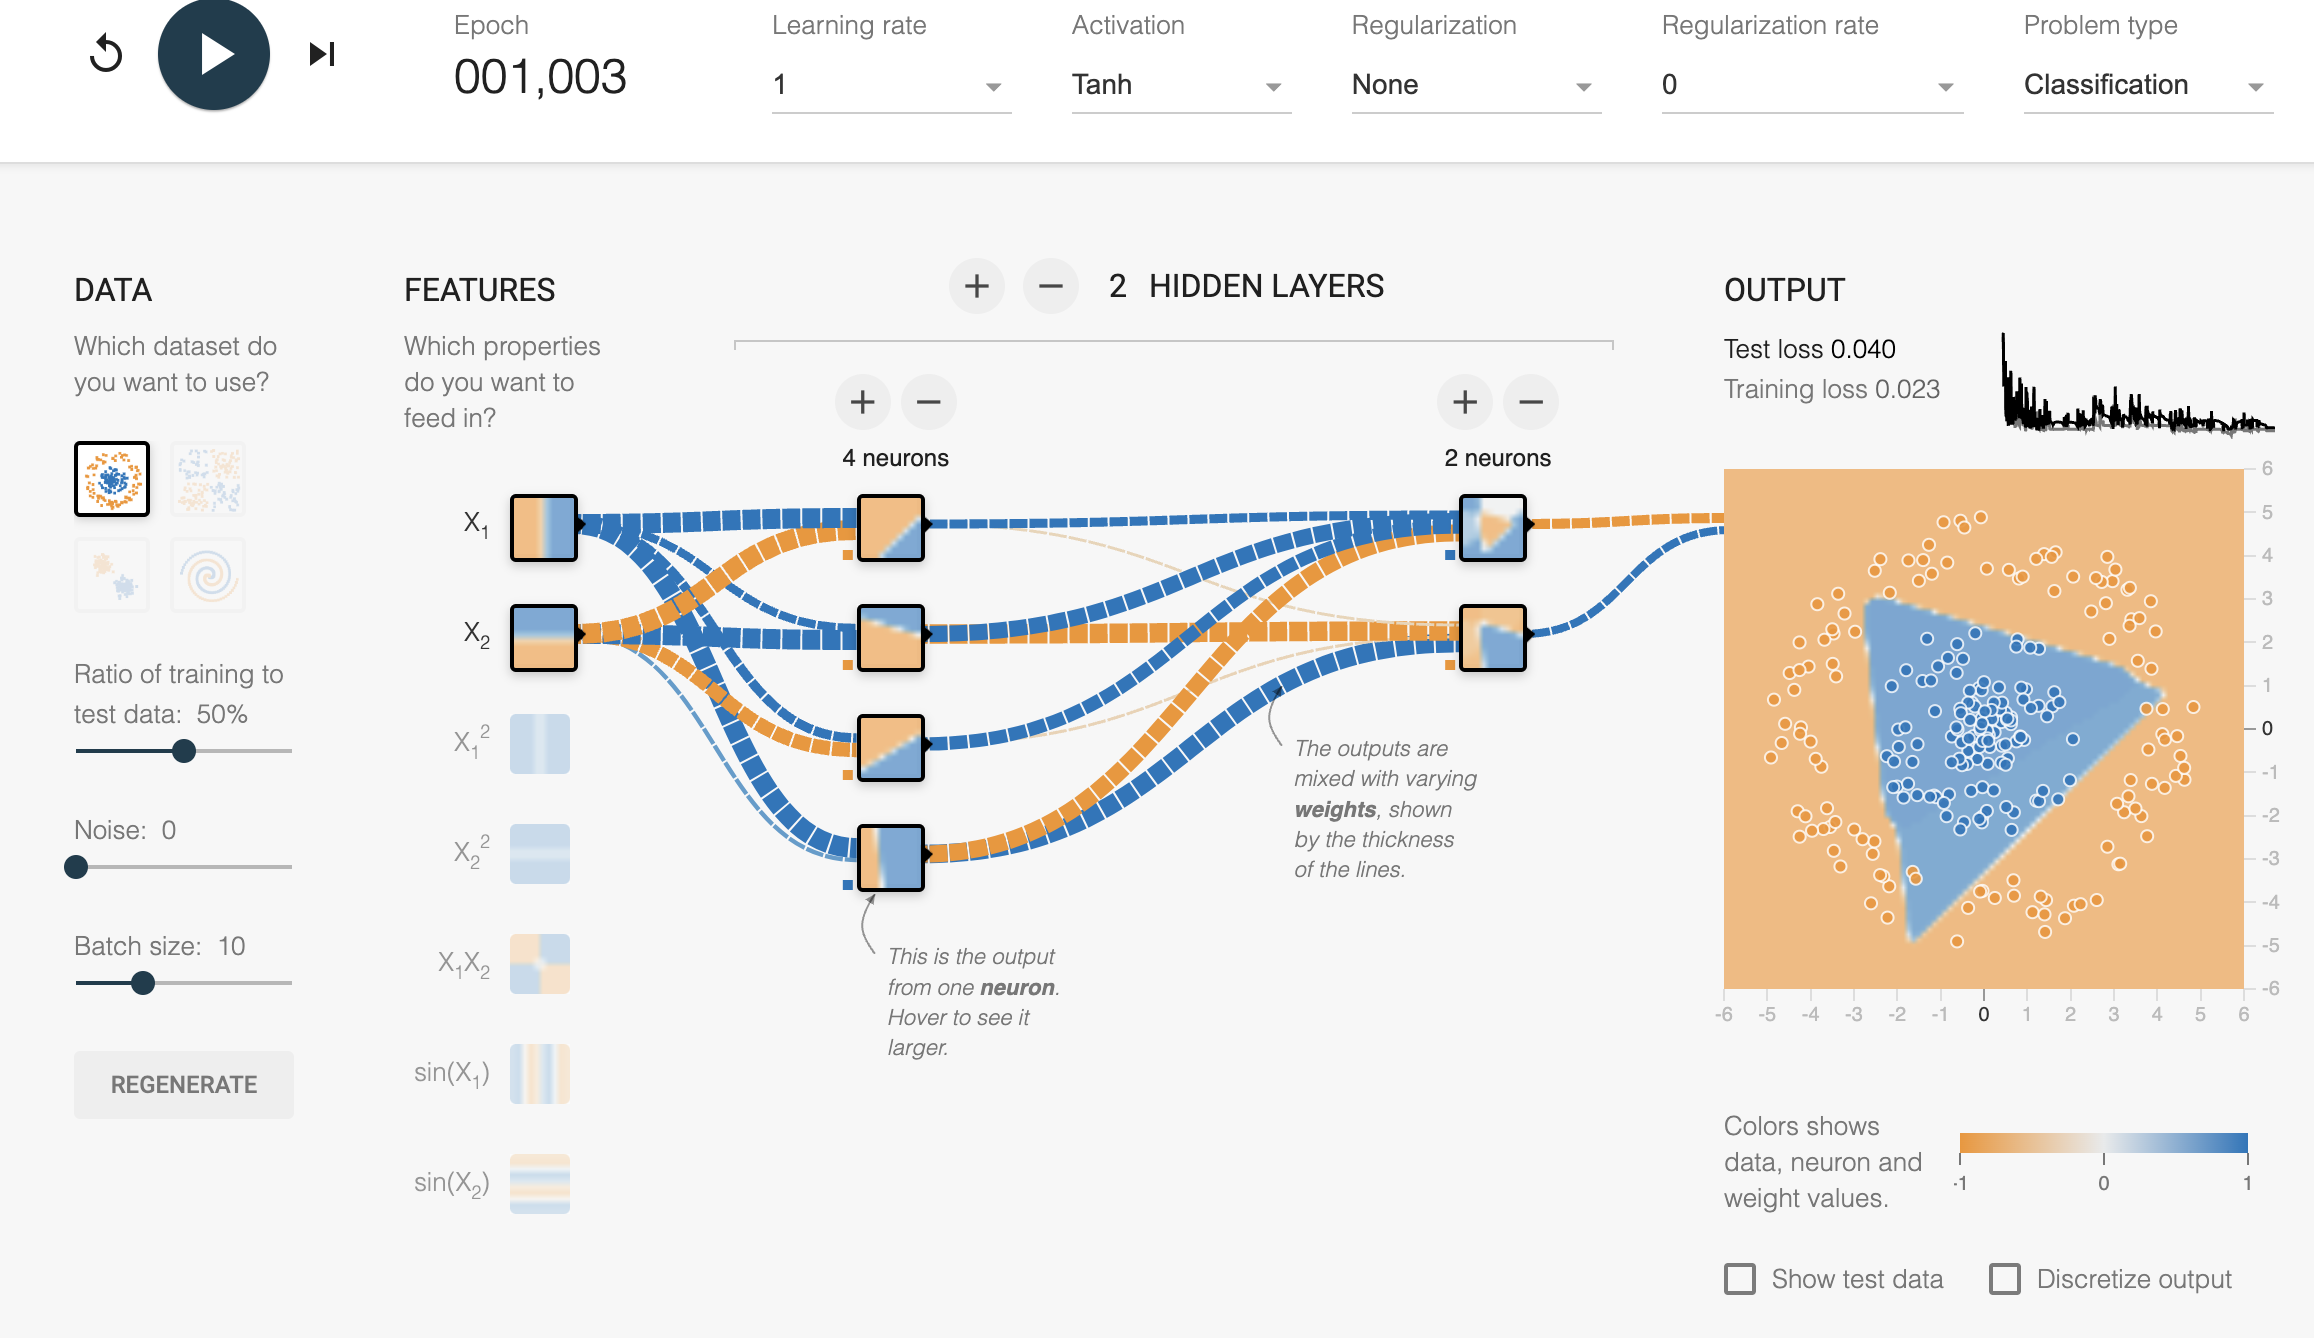 Epoch
001,003
Learning rate
1
Activation
Tanh
Regularization
None
Regularization rate
0
Problem type
Classification
DATA
Which dataset do
you want to use?
Ratio of training to
test data: 50%
Noise: 0
Batch size: 10
REGENERATE
FEATURES
Which properties
do you want to
feed in?
X1
X2
X1²
X2²
X1X2
sin(X1)
sin(X2)
2 HIDDEN LAYERS
4 neurons
2 neurons
The outputs are
mixed with varying
weights, shown
by the thickness
of the lines.
This is the output
from one neuron.
Hover to see it
larger.
OUTPUT
Test loss 0.040
Training loss 0.023
6
5
4
3
2
1
0
-1
-2
-3
-4
-5
-6
-6 -5 -4 -3 -2 -1 0 1 2 3 4 5 6
Colors shows
data, neuron and
weight values.
-1 0 1
Show test data
Discretize output